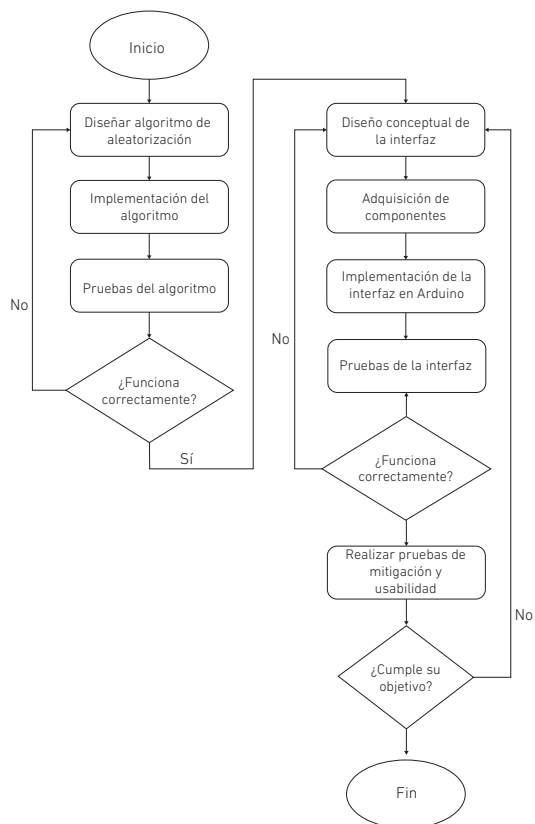 Inicio
Diseñar algoritmo de
aleatorización
Implementación del
algoritmo
Pruebas del algoritmo
No
¿Funciona
correctamente?
Sí
Diseño conceptual de
la interfaz
Adquisición de
componentes
Implementación de la
interfaz en Arduino
No
Pruebas de la interfaz
¿Funciona
correctamente?
Realizar pruebas de
mitigación y
usabilidad
No
¿Cumple su
objetivo?
Fin